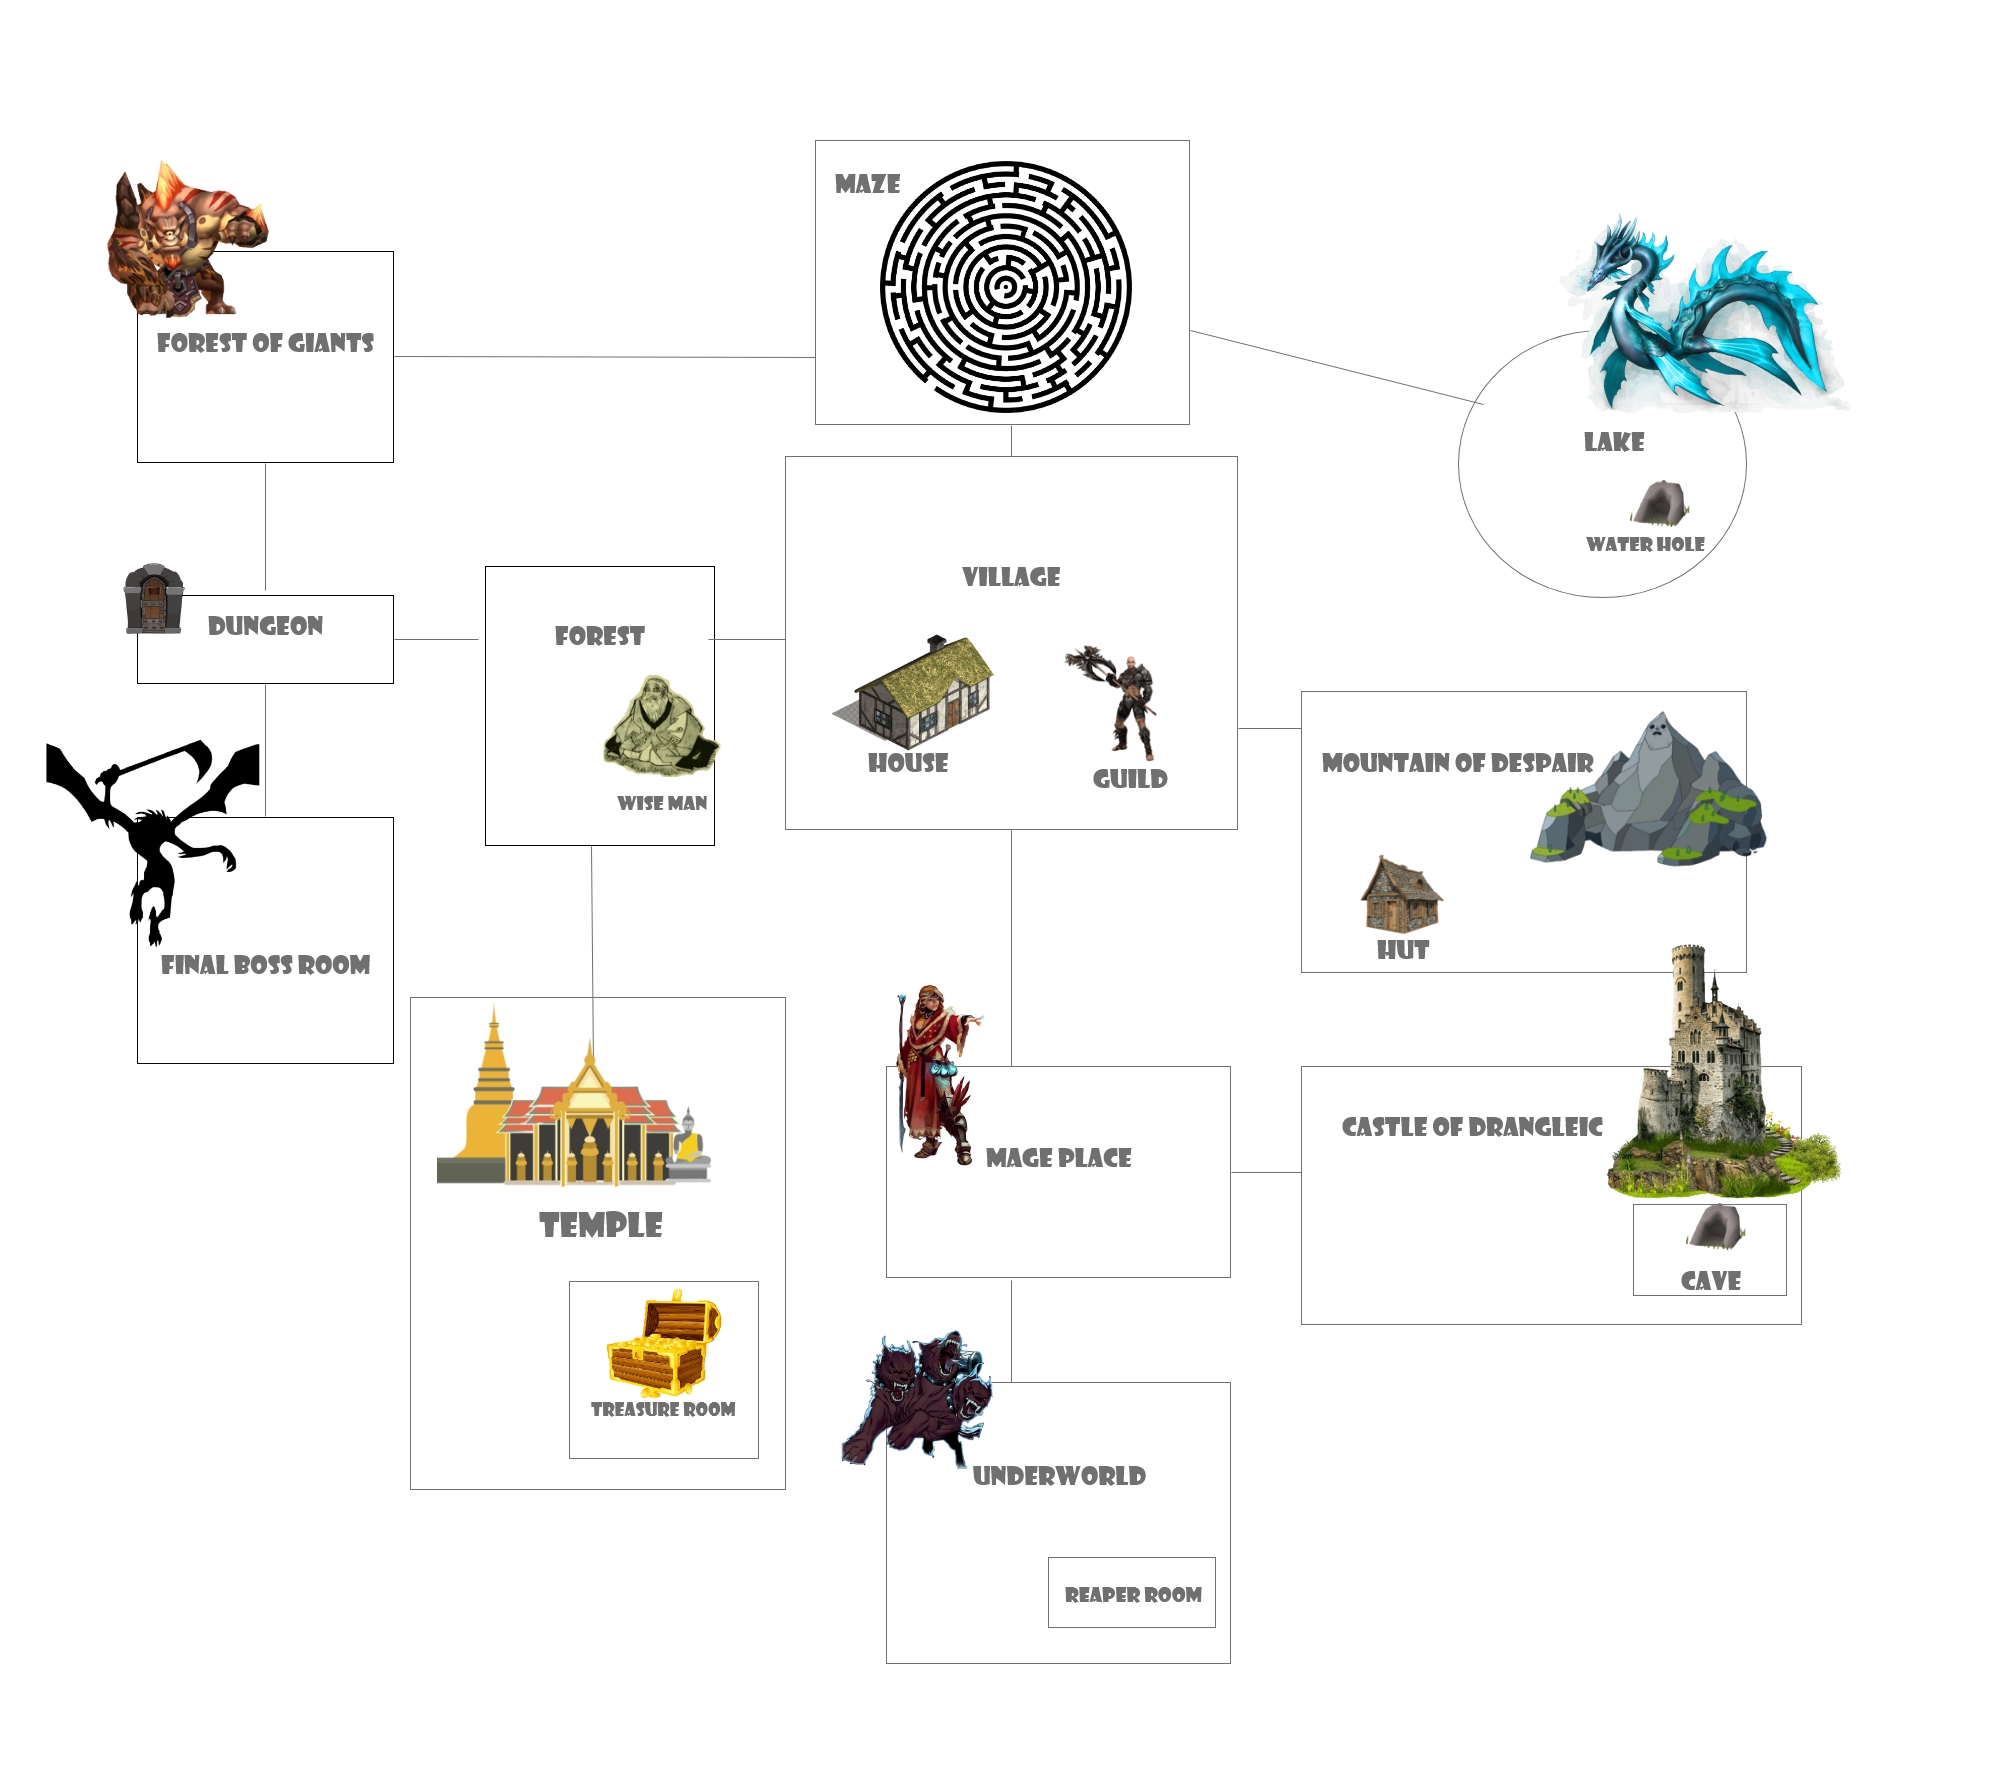 MAZE
FOREST OF GIANTS
LAKE
WATER HOLE
VILLAGE
DUNGEON
FOREST
HOUSE
GUILD
WISE MAN
MOUNTAIN OF DESPAIR
HUT
FINAL BOSS ROOM
CASTLE OF DRANGLEIC
MAGE PLACE
TEMPLE
CAVE
TREASURE ROOM
UNDERWORLD
REAPER ROOM